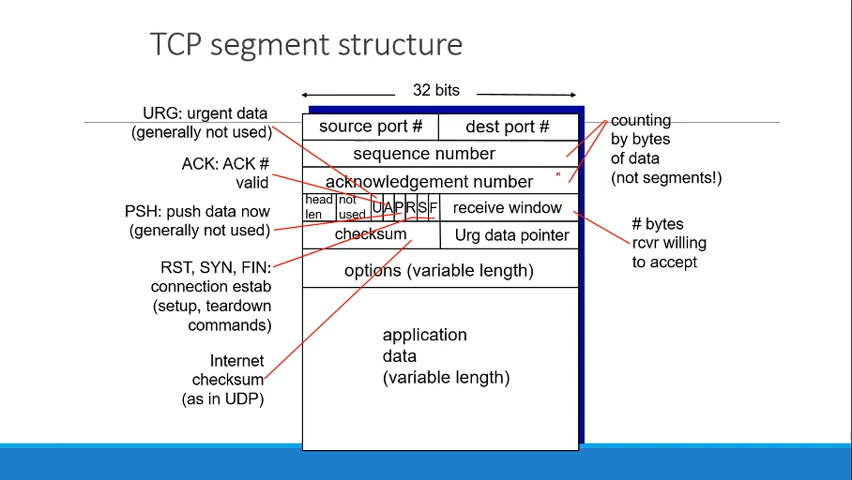 TCP segment structure
32 bits
URG: urgent data
(generally not used)
ACK: ACK #
valid
PSH: push data now
(generally not used)
RST, SYN, FIN:
connection estab
(setup, teardown
commands)
Internet
checksum
(as in UDP)
source port #
dest port #
sequence number
acknowledgement number
head
len
not
used
U A P R S F
receive window
checksum
Urg data pointer
options (variable length)
application
data
(variable length)
counting
by bytes
of data
(not segments!)
# bytes
rcvr willing
to accept